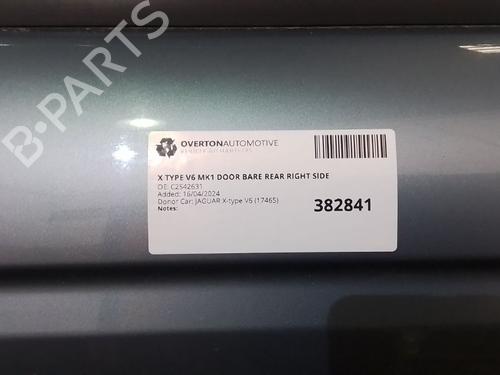 B-PARTS
OVERTONAUTOMOTIVE
X TYPE V6 MK1 DOOR BARE REAR RIGHT SIDE
OE: C2S42631
Added: 16/04/2024
Donor Car: JAGUAR X-type V6 (17465)
Notes:
382841